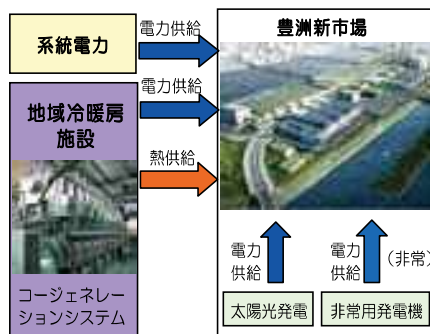 系統電力
電力供給
豊洲新市場
地域冷暖房
施設
電力供給
熱供給
コージェネレー
ションシステム
電力
供給
電力
供給
(非常)
太陽光発電
非常用発電機